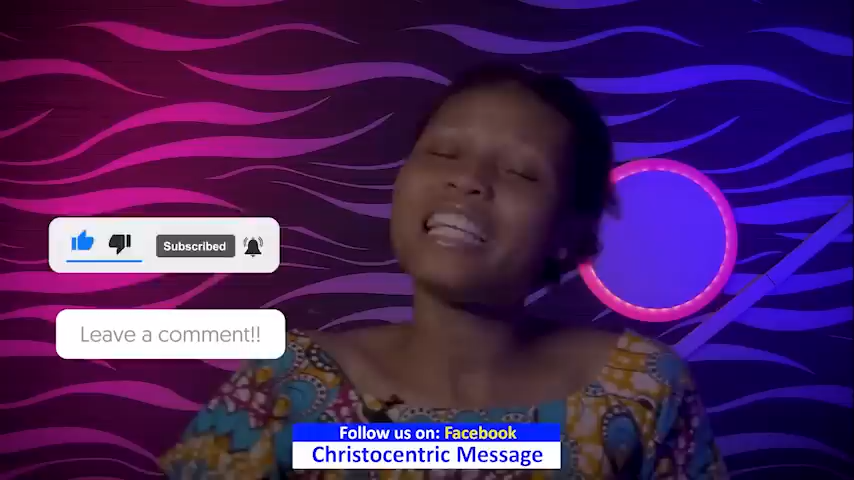 Subscribed
Leave a comment!!
Follow us on: Facebook
Christocentric Message